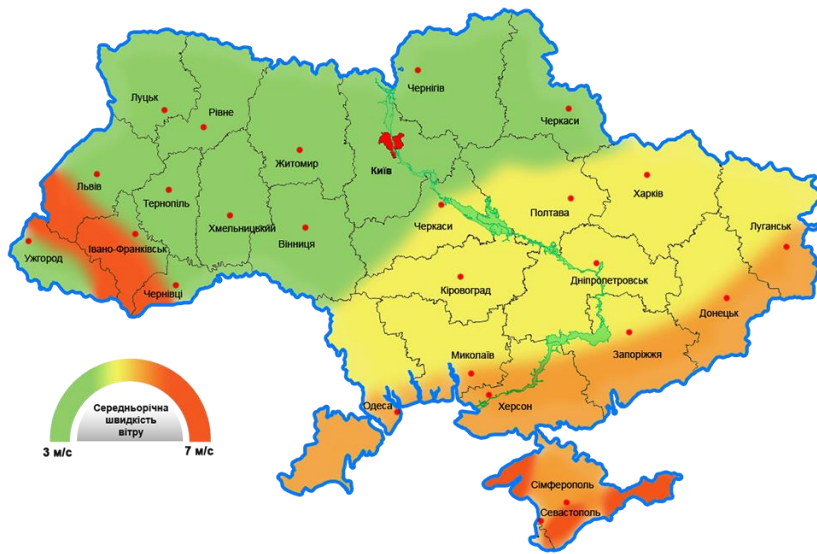 Чернігів
Луцьк
Рівне
Черкаси
Житомир
Київ
Львів
Тернопіль
Харків
Хмельницький
Вінниця
Черкаси
Полтава
Луганськ
Івано-Франківськ
Ужгород
Чернівці
Кіровоград
Дніпропетровськ
Донецьк
Миколаїв
Запоріжжя
Одеса
Херсон
Середньорічна
швидкість
вітру
3 м/с
7 м/с
Сімферополь
Севастополь